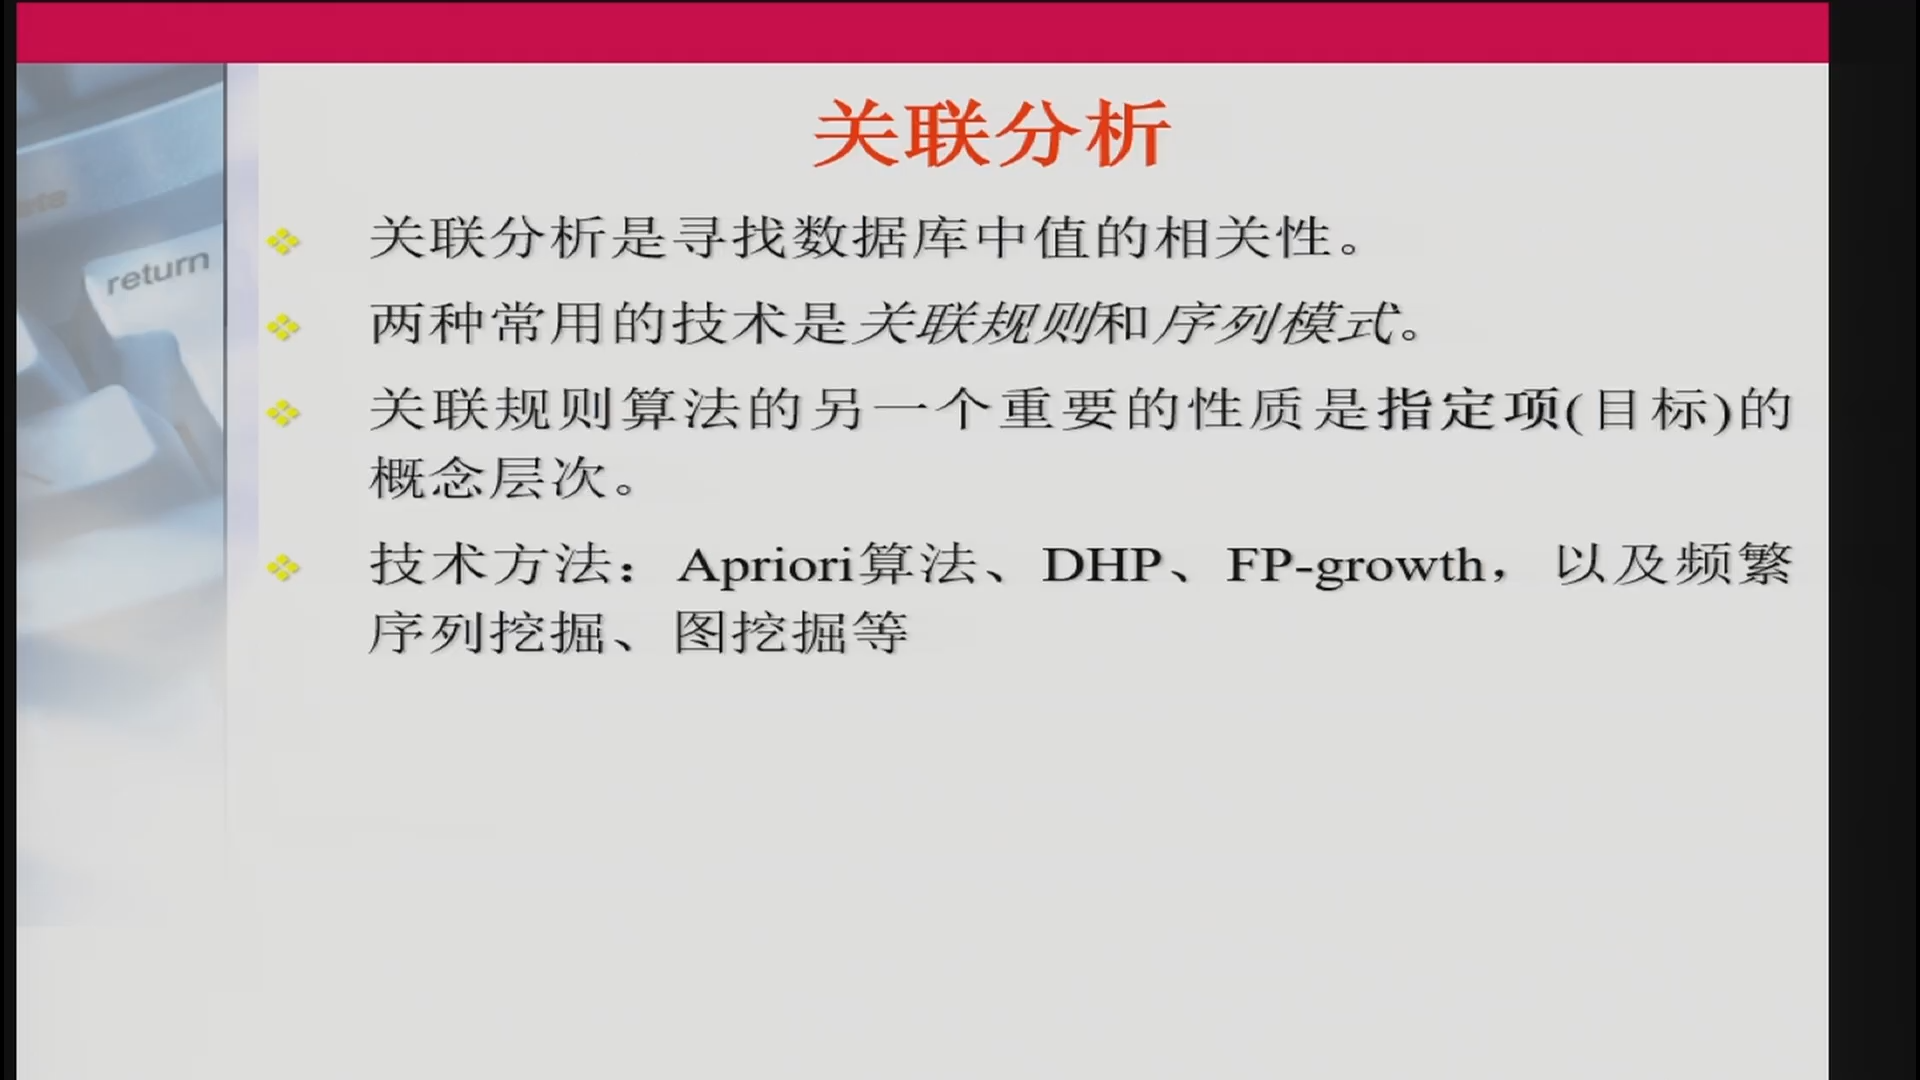 关联分析
return
关联分析是寻找数据库中值的相关性。
两种常用的技术是关联规则和序列模式。
关联规则算法的另一个重要的性质是指定项(目标)的
概念层次。
技术方法：Apriori算法、DHP、FP-growth，以及频繁
序列挖掘、图挖掘等